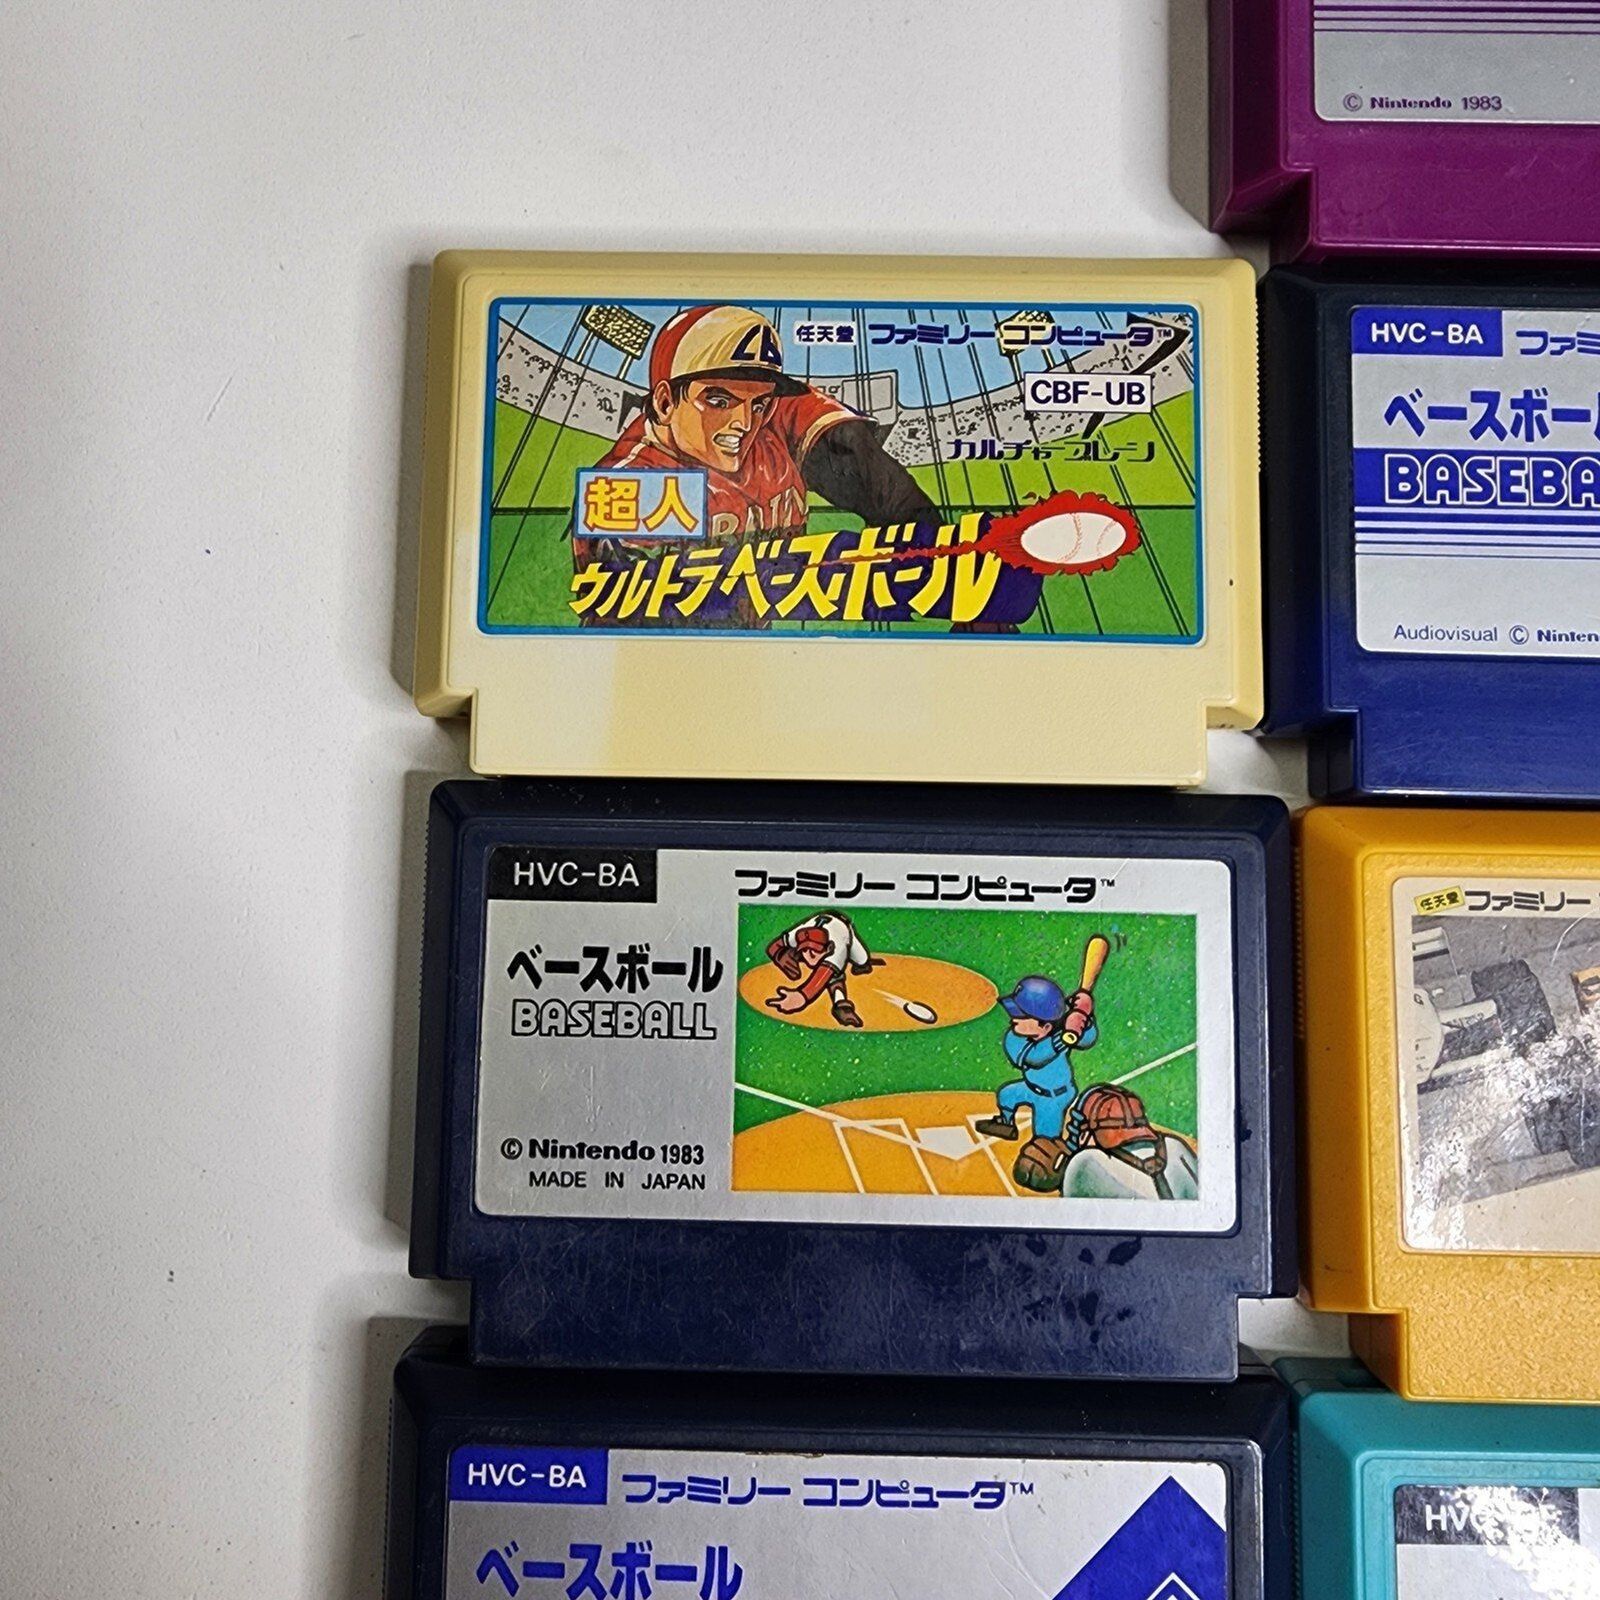 © Nintendo 1983
任天堂 ファミリー コンピュータ™
CBF-UB
カルチャーブレーン
超人
ウルトラベースボール
HVC-BA ファミ
ベースボール
BASEBA
Audiovisual © Ninten
HVC-BA
ファミリー コンピュータ™
ベースボール
BASEBALL
© Nintendo 1983
MADE IN JAPAN
任天堂 ファミリー
HVC-BA
ファミリー コンピュータ™
ベースボール